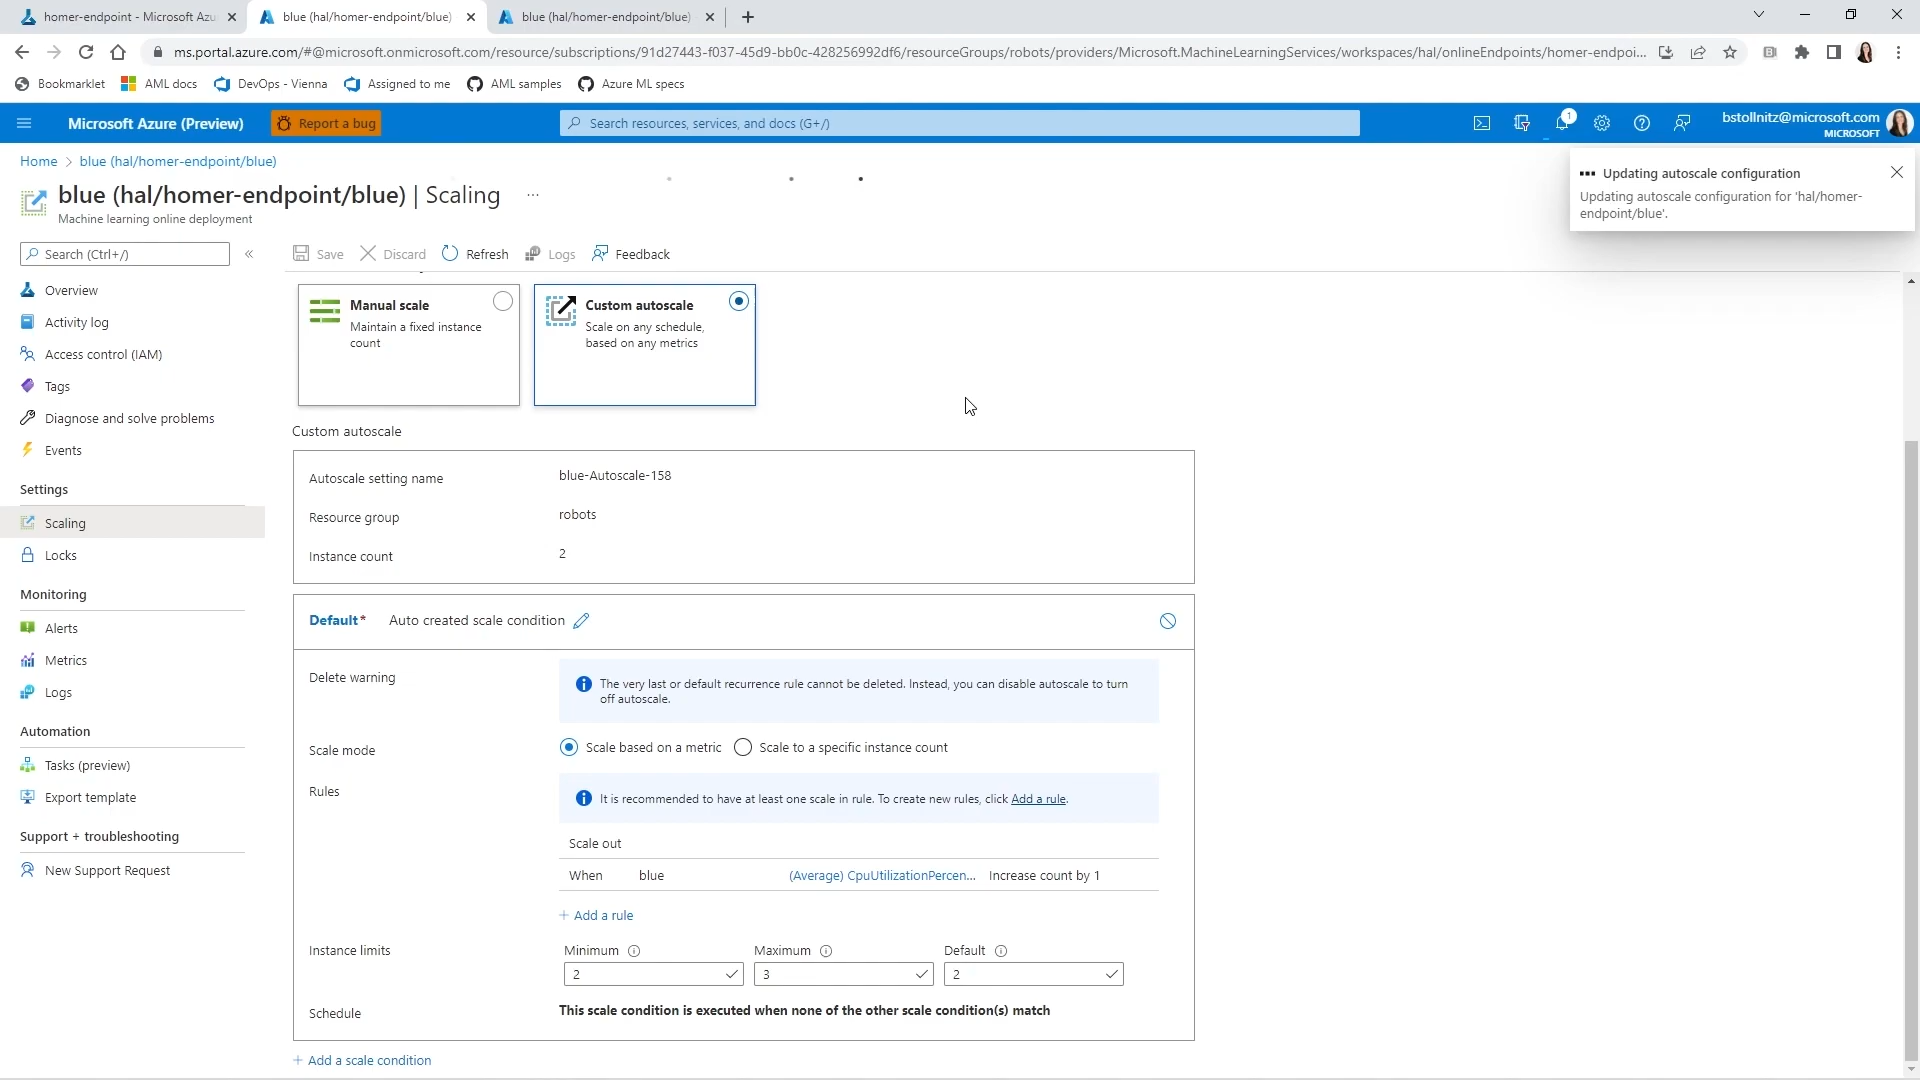 homer-endpoint - Microsoft Azu
blue (hal/homer-endpoint/blue)
blue (hal/homer-endpoint/blue)
ms.portal.azure.com/#@microsoft.onmicrosoft.com/resource/subscriptions/91d27443-f037-45d9-bb0c-428256992df6/resourceGroups/robots/providers/Microsoft.MachineLearningServices/workspaces/hal/onlineEndpoints/homer-endpoi...
Bookmarklet
AML docs
DevOps - Vienna
Assigned to me
AML samples
Azure ML specs
Microsoft Azure (Preview)
Report a bug
Search resources, services, and docs (G+/)
1
bstollnitz@microsoft.com
MICROSOFT
Home > blue (hal/homer-endpoint/blue)
blue (hal/homer-endpoint/blue) | Scaling ...
Machine learning online deployment
Updating autoscale configuration
Updating autoscale configuration for 'hal/homer-
endpoint/blue'.
Search (Ctrl+/)
«
Save
Discard
Refresh
Logs
Feedback
Overview
Activity log
Access control (IAM)
Tags
Diagnose and solve problems
Events
Settings
Scaling
Locks
Monitoring
Alerts
Metrics
Logs
Automation
Tasks (preview)
Export template
Support + troubleshooting
New Support Request
Manual scale
Maintain a fixed instance
count
Custom autoscale
Scale on any schedule,
based on any metrics
Custom autoscale
Autoscale setting name blue-Autoscale-158
Resource group robots
Instance count 2
Default* Auto created scale condition
Delete warning
The very last or default recurrence rule cannot be deleted. Instead, you can disable autoscale to turn
off autoscale.
Scale mode
Scale based on a metric Scale to a specific instance count
Rules
It is recommended to have at least one scale in rule. To create new rules, click Add a rule.
Scale out
When blue (Average) CpuUtilizationPercen... Increase count by 1
+ Add a rule
Instance limits
Minimum Maximum Default
2 3 2
Schedule This scale condition is executed when none of the other scale condition(s) match
+ Add a scale condition